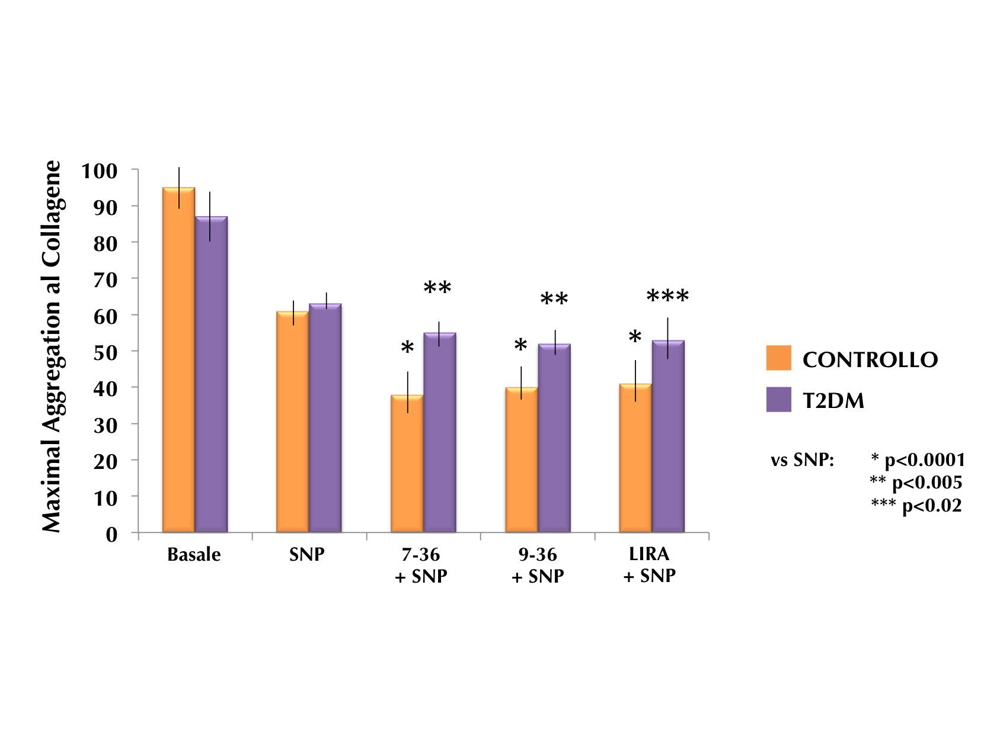 Maximal Aggregation al Collagene
100
90
80
70
60
50
40
30
20
10
0
*
**
*
**
*
***
Basale
SNP
7-36
+ SNP
9-36
+ SNP
LIRA
+ SNP
CONTROLLO
T2DM
vs SNP: * p<0.0001
** p<0.005
*** p<0.02